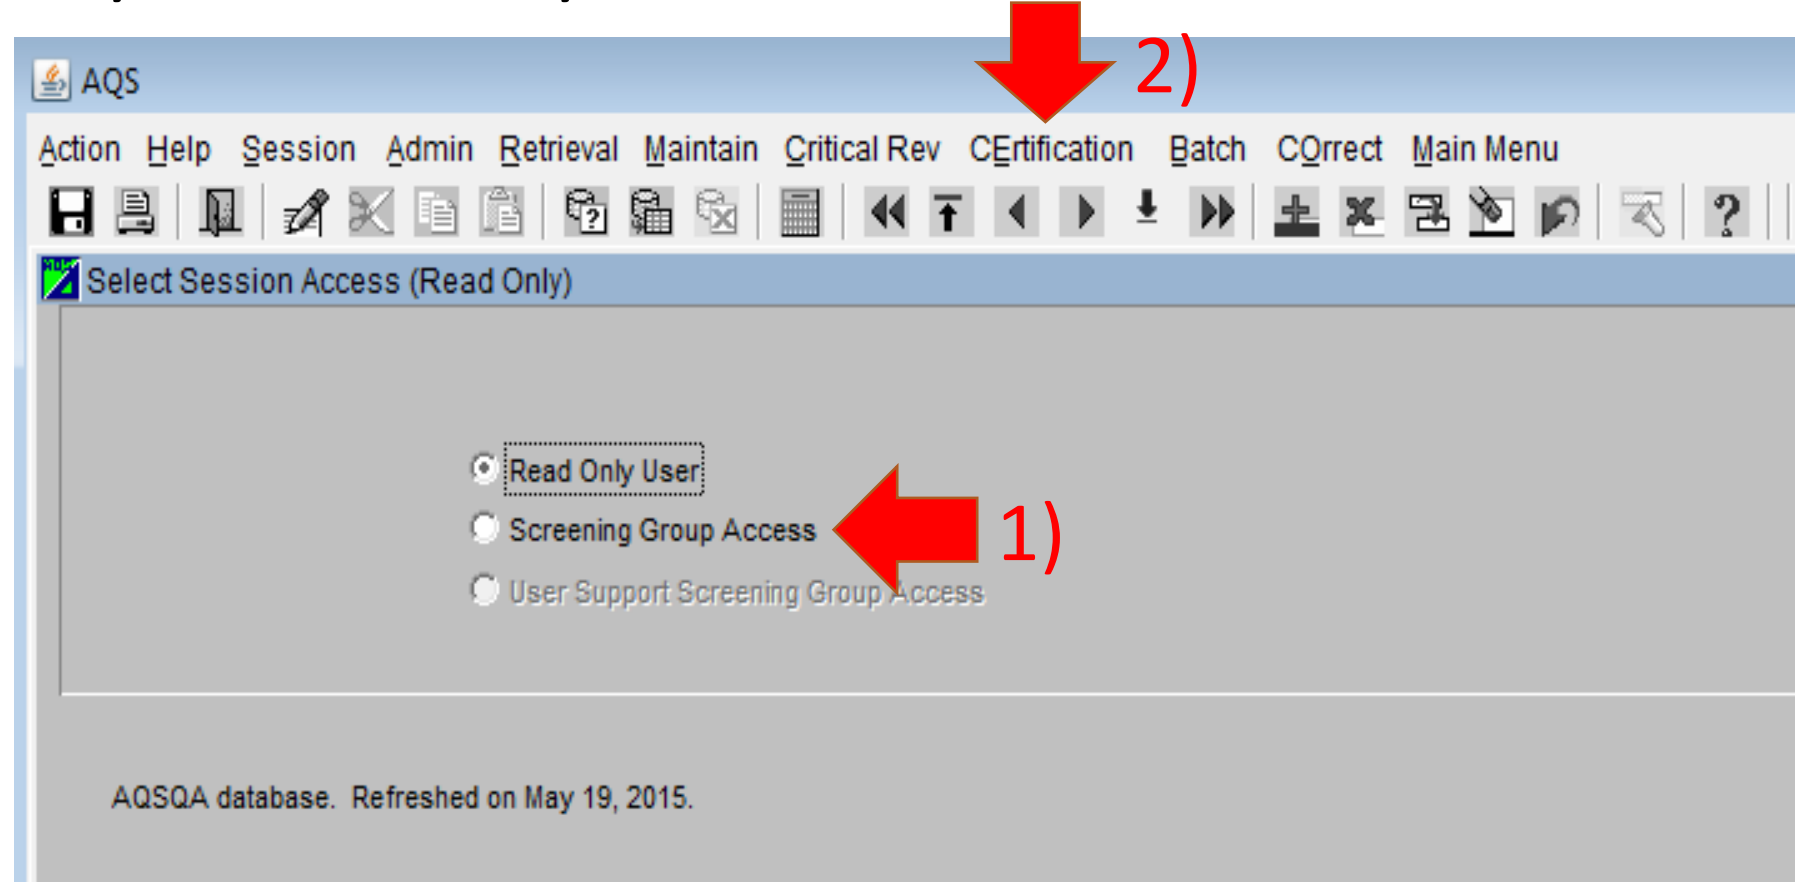 2)
AQS
Action Help Session Admin Retrieval Maintain Critical Rev CErtification Batch COrrect Main Menu
Select Session Access (Read Only)
Read Only User
Screening Group Access
1)
User Support Screening Group Access
AQSQA database. Refreshed on May 19, 2015.